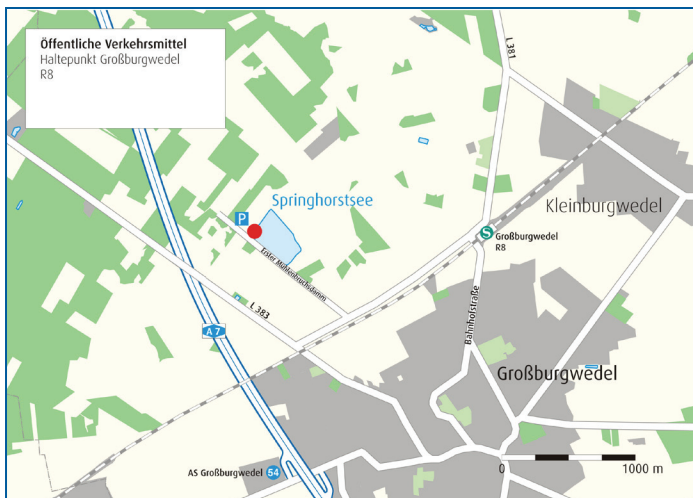 Öffentliche Verkehrsmittel
Haltepunkt Großburgwedel
R8
L 381
Springhorstsee
P
Kleinburgwedel
S
Großburgwedel
R8
Erster Mühlenbruchsdamm
L 383
A 7
Bahnhofstraße
Großburgwedel
AS Großburgwedel 54
0 1000 m